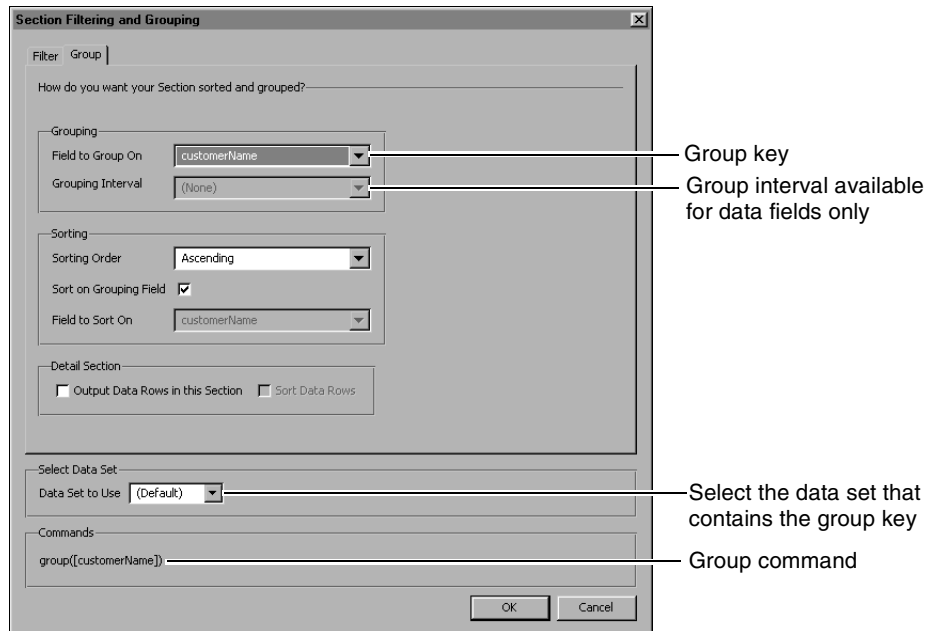 Section Filtering and Grouping
Filter Group
How do you want your Section sorted and grouped?
Grouping
Field to Group On customerName
Group key
Grouping Interval (None)
Group interval available
for data fields only
Sorting
Sorting Order Ascending
Sort on Grouping Field
Field to Sort On customerName
Detail Section
Output Data Rows in this Section Sort Data Rows
Select Data Set
Data Set to Use (Default)
Select the data set that
contains the group key
Commands
group([customerName])
Group command
OK Cancel